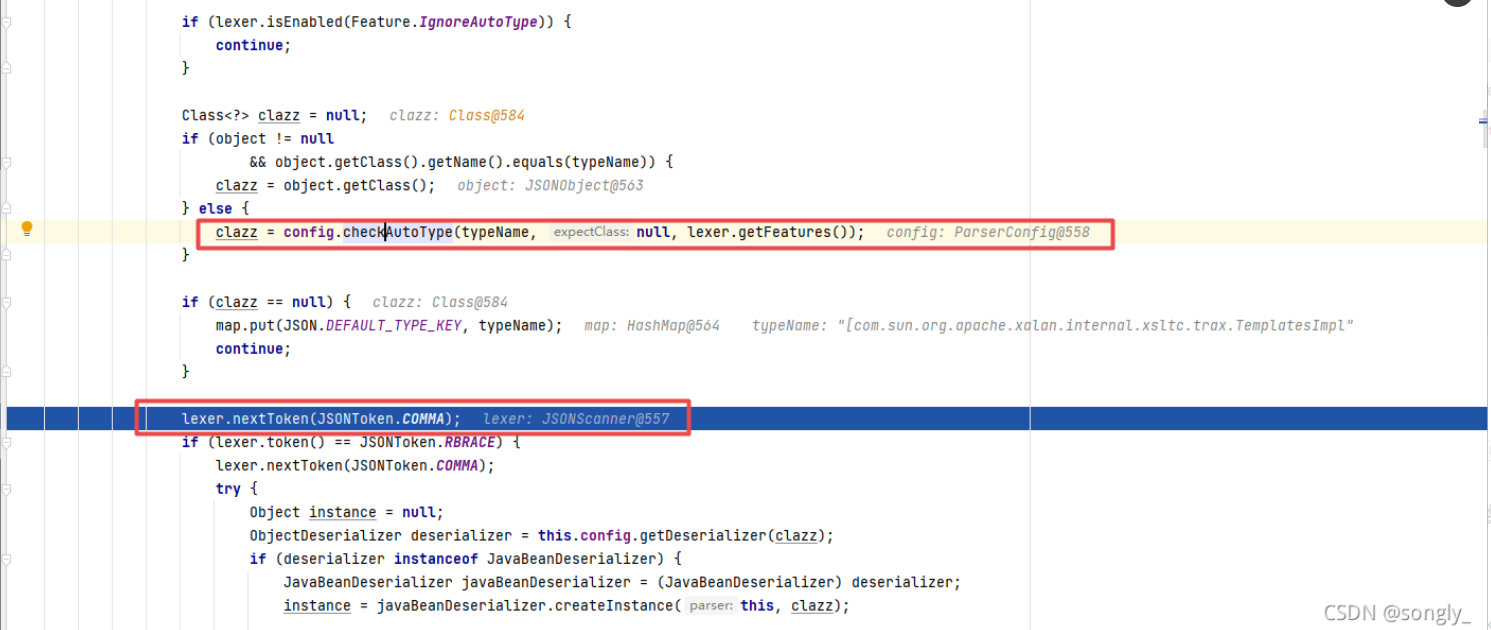 if (lexer.isEnabled(Feature.IgnoreAutoType)) {
continue;
}
Class<?> clazz = null; clazz: Class@584
if (object != null
&& object.getClass().getName().equals(typeName)) {
clazz = object.getClass(); object: JSONObject@563
} else {
clazz = config.checkAutoType(typeName, expectClass: null, lexer.getFeatures()); config: ParserConfig@558
}
if (clazz == null) { clazz: Class@584
map.put(JSON.DEFAULT_TYPE_KEY, typeName); map: HashMap@564 typeName: "[com.sun.org.apache.xalan.internal.xsltc.trax.TemplatesImpl"
continue;
}
lexer.nextToken(JSONToken.COMMA); lexer: JSONScanner@557
if (lexer.token() == JSONToken.RBRACE) {
lexer.nextToken(JSONToken.COMMA);
try {
Object instance = null;
ObjectDeserializer deserializer = this.config.getDeserializer(clazz);
if (deserializer instanceof JavaBeanDeserializer) {
JavaBeanDeserializer javaBeanDeserializer = (JavaBeanDeserializer) deserializer;
instance = javaBeanDeserializer.createInstance( parser: this, clazz);
CSDN @songly_